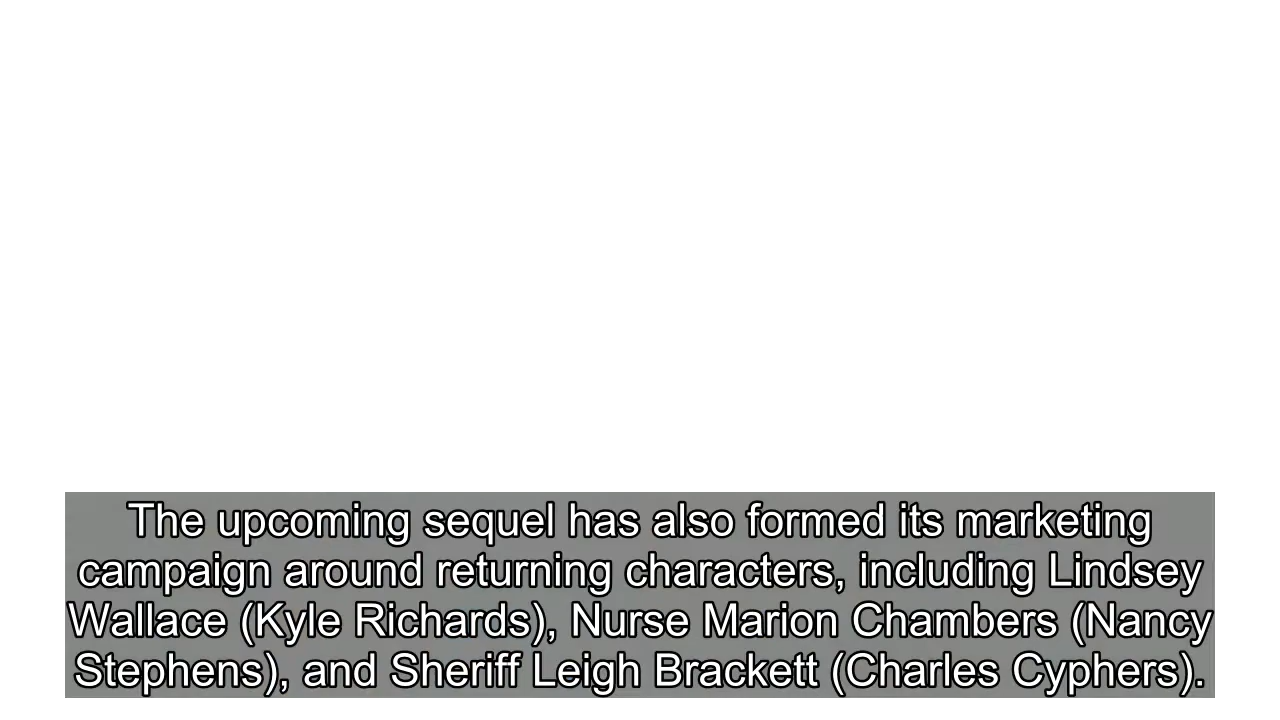 The upcoming sequel has also formed its marketing
campaign around returning characters, including Lindsey
Wallace (Kyle Richards), Nurse Marion Chambers (Nancy
Stephens), and Sheriff Leigh Brackett (Charles Cyphers).